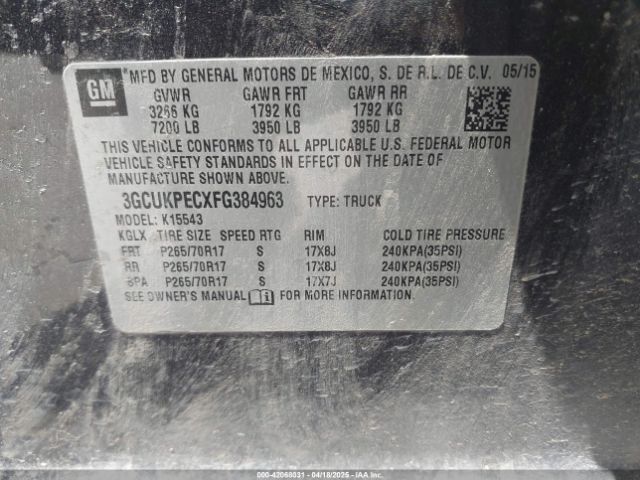 GM
MFD BY GENERAL MOTORS DE MEXICO, S. DE R.L. DE C.V. 05/15
GVWR GAWR FRT GAWR RR
3266 KG 1792 KG 1792 KG
7200 LB 3950 LB 3950 LB
THIS VEHICLE CONFORMS TO ALL APPLICABLE U.S. FEDERAL MOTOR
VEHICLE SAFETY STANDARDS IN EFFECT ON THE DATE OF
MANUFACTURE SHOWN ABOVE.
3GCUKPECXFG384963 TYPE: TRUCK
MODEL: K15543
KGLX TIRE SIZE SPEED RTG RIM COLD TIRE PRESSURE
FRT P265/70R17 S 17X8J 240KPA(35PSI)
RR P265/70R17 S 17X8J 240KPA(35PSI)
SPA P265/70R17 S 17X7J 240KPA(35PSI)
SEE OWNER'S MANUAL FOR MORE INFORMATION.
000-42068031 - 04/18/2025 - IAAI.COM